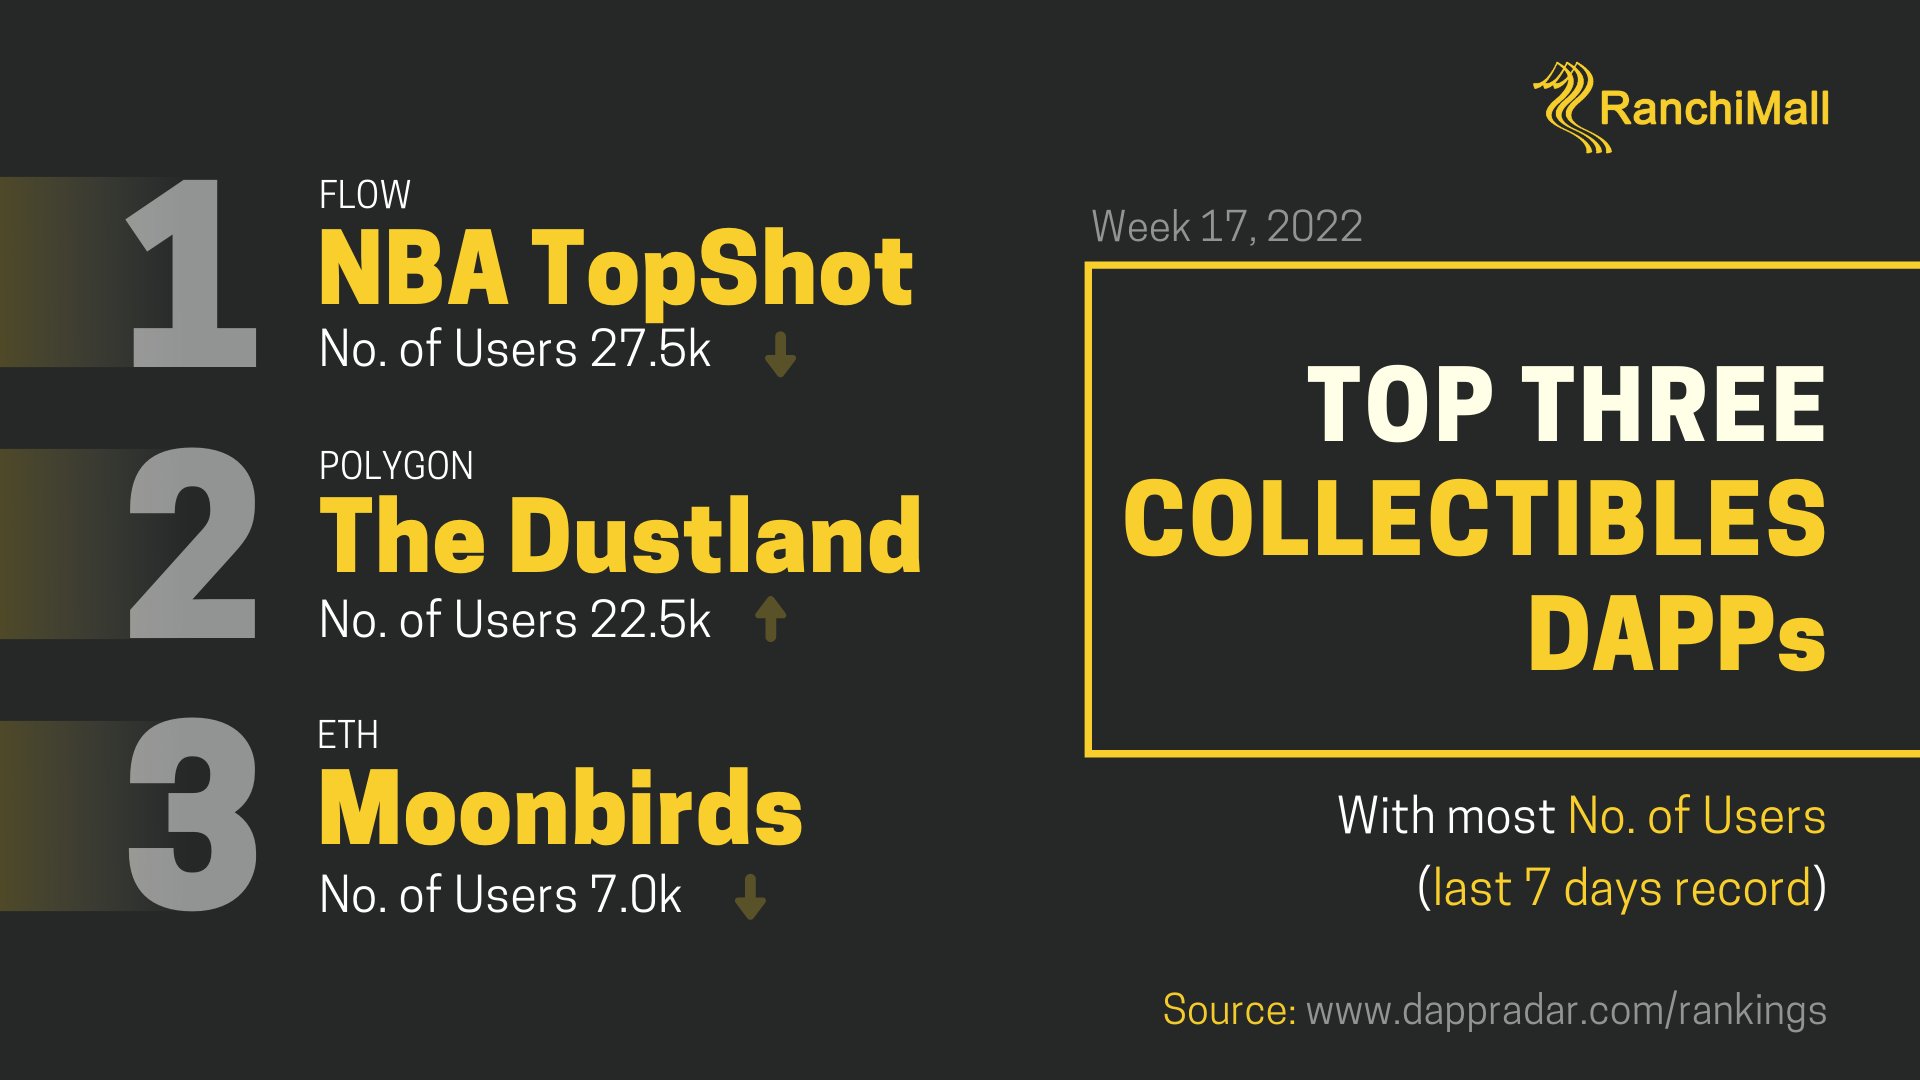 RanchiMall
1
FLOW
NBA TopShot
No. of Users 27.5k
2
POLYGON
The Dustland
No. of Users 22.5k
3
ETH
Moonbirds
No. of Users 7.0k
Week 17, 2022
TOP THREE
COLLECTIBLES
DAPPs
With most No. of Users
(last 7 days record)
Source: www.dappradar.com/rankings